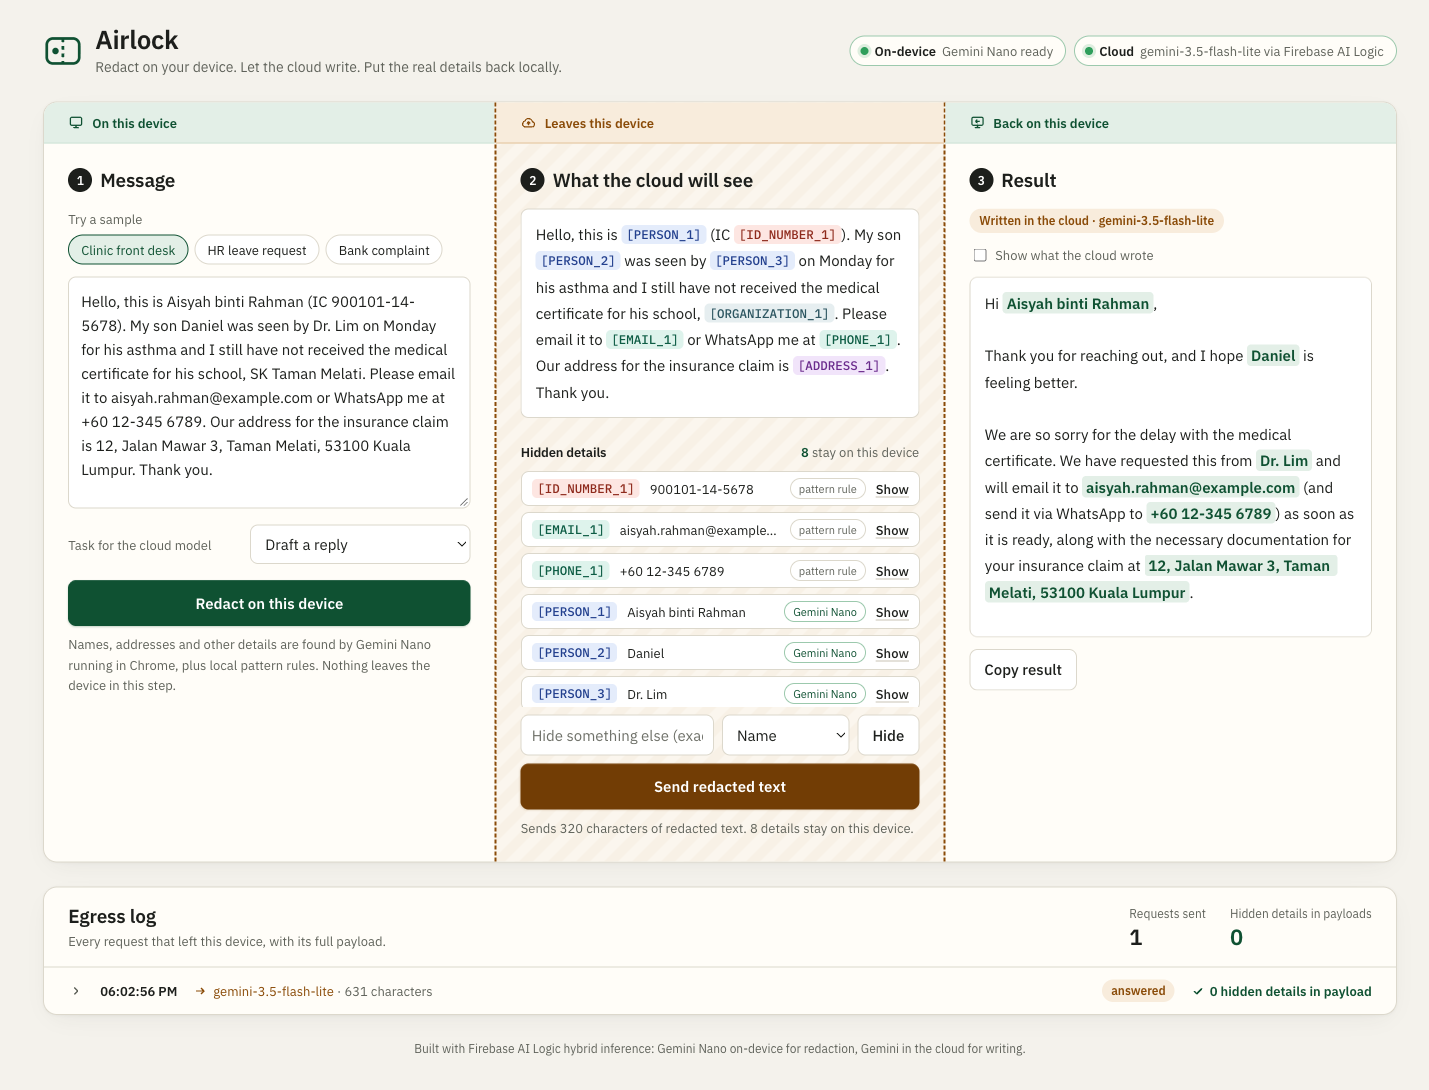 Airlock
Redact on your device. Let the cloud write. Put the real details back locally.
On-device Gemini Nano ready
Cloud gemini-3.5-flash-lite via Firebase AI Logic
On this device
1 Message
Try a sample
Clinic front desk
HR leave request
Bank complaint
Hello, this is Aisyah binti Rahman (IC 900101-14-
5678). My son Daniel was seen by Dr. Lim on Monday
for his asthma and I still have not received the medical
certificate for his school, SK Taman Melati. Please email
it to aisyah.rahman@example.com or WhatsApp me at
+60 12-345 6789. Our address for the insurance claim
is 12, Jalan Mawar 3, Taman Melati, 53100 Kuala
Lumpur. Thank you.
Task for the cloud model
Draft a reply
Redact on this device
Names, addresses and other details are found by Gemini Nano
running in Chrome, plus local pattern rules. Nothing leaves the
device in this step.
Leaves this device
2 What the cloud will see
Hello, this is [PERSON_1] (IC [ID_NUMBER_1]). My son
[PERSON_2] was seen by [PERSON_3] on Monday for
his asthma and I still have not received the medical
certificate for his school, [ORGANIZATION_1]. Please
email it to [EMAIL_1] or WhatsApp me at [PHONE_1].
Our address for the insurance claim is [ADDRESS_1].
Thank you.
Hidden details
8 stay on this device
[ID_NUMBER_1] 900101-14-5678 pattern rule Show
[EMAIL_1] aisyah.rahman@example... pattern rule Show
[PHONE_1] +60 12-345 6789 pattern rule Show
[PERSON_1] Aisyah binti Rahman Gemini Nano Show
[PERSON_2] Daniel Gemini Nano Show
[PERSON_3] Dr. Lim Gemini Nano Show
Hide something else (exa
Name
Hide
Send redacted text
Sends 320 characters of redacted text. 8 details stay on this device.
Back on this device
3 Result
Written in the cloud · gemini-3.5-flash-lite
Show what the cloud wrote
Hi Aisyah binti Rahman,
Thank you for reaching out, and I hope Daniel is
feeling better.
We are so sorry for the delay with the medical
certificate. We have requested this from Dr. Lim and
will email it to aisyah.rahman@example.com (and
send it via WhatsApp to +60 12-345 6789) as soon as
it is ready, along with the necessary documentation for
your insurance claim at 12, Jalan Mawar 3, Taman
Melati, 53100 Kuala Lumpur.
Copy result
Egress log
Every request that left this device, with its full payload.
Requests sent
1
Hidden details in payloads
0
06:02:56 PM → gemini-3.5-flash-lite · 631 characters
answered
✓ 0 hidden details in payload
Built with Firebase AI Logic hybrid inference: Gemini Nano on-device for redaction, Gemini in the cloud for writing.